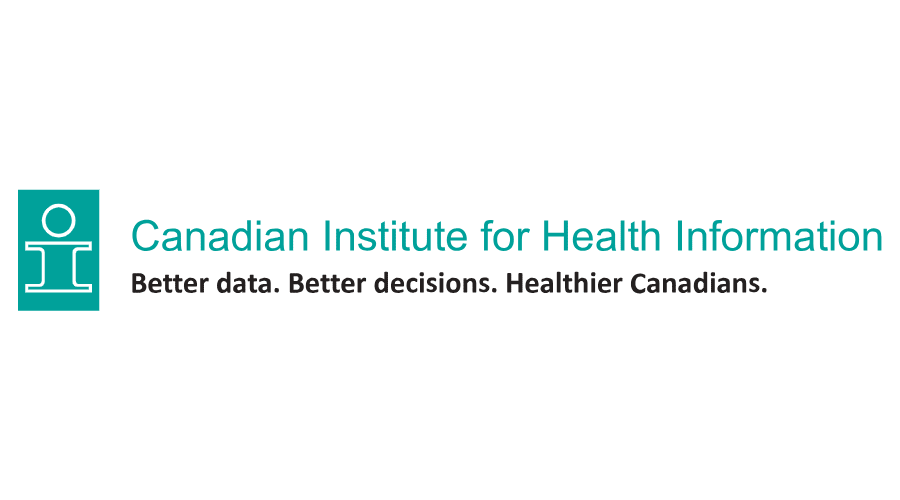 Canadian Institute for Health Information
Better data. Better decisions. Healthier Canadians.